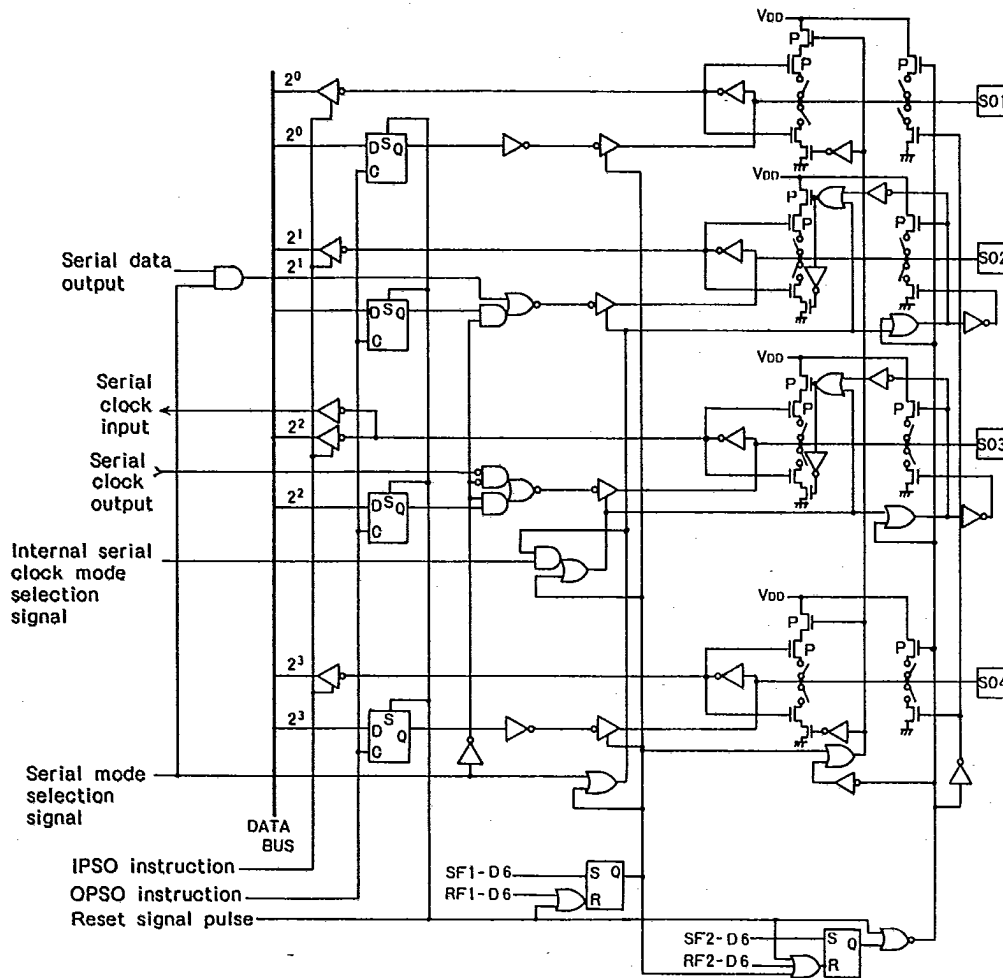 VDD
P
P
2⁰
SO1
2⁰
D S Q
C
VDD
P
P
2¹
SO2
Serial data
output
2¹
D S Q
C
VDD
P
P
Serial
clock
input
2²
SO3
Serial
clock
output
2²
D S Q
C
Internal serial
clock mode
selection
signal
VDD
P
P
2³
SO4
2³
D S Q
C
Serial mode
selection
signal
DATA
BUS
IPSO instruction
OPSO instruction
Reset signal pulse
SF1-D6
RF1-D6
S Q
R
SF2-D6
RF2-D6
S Q
R